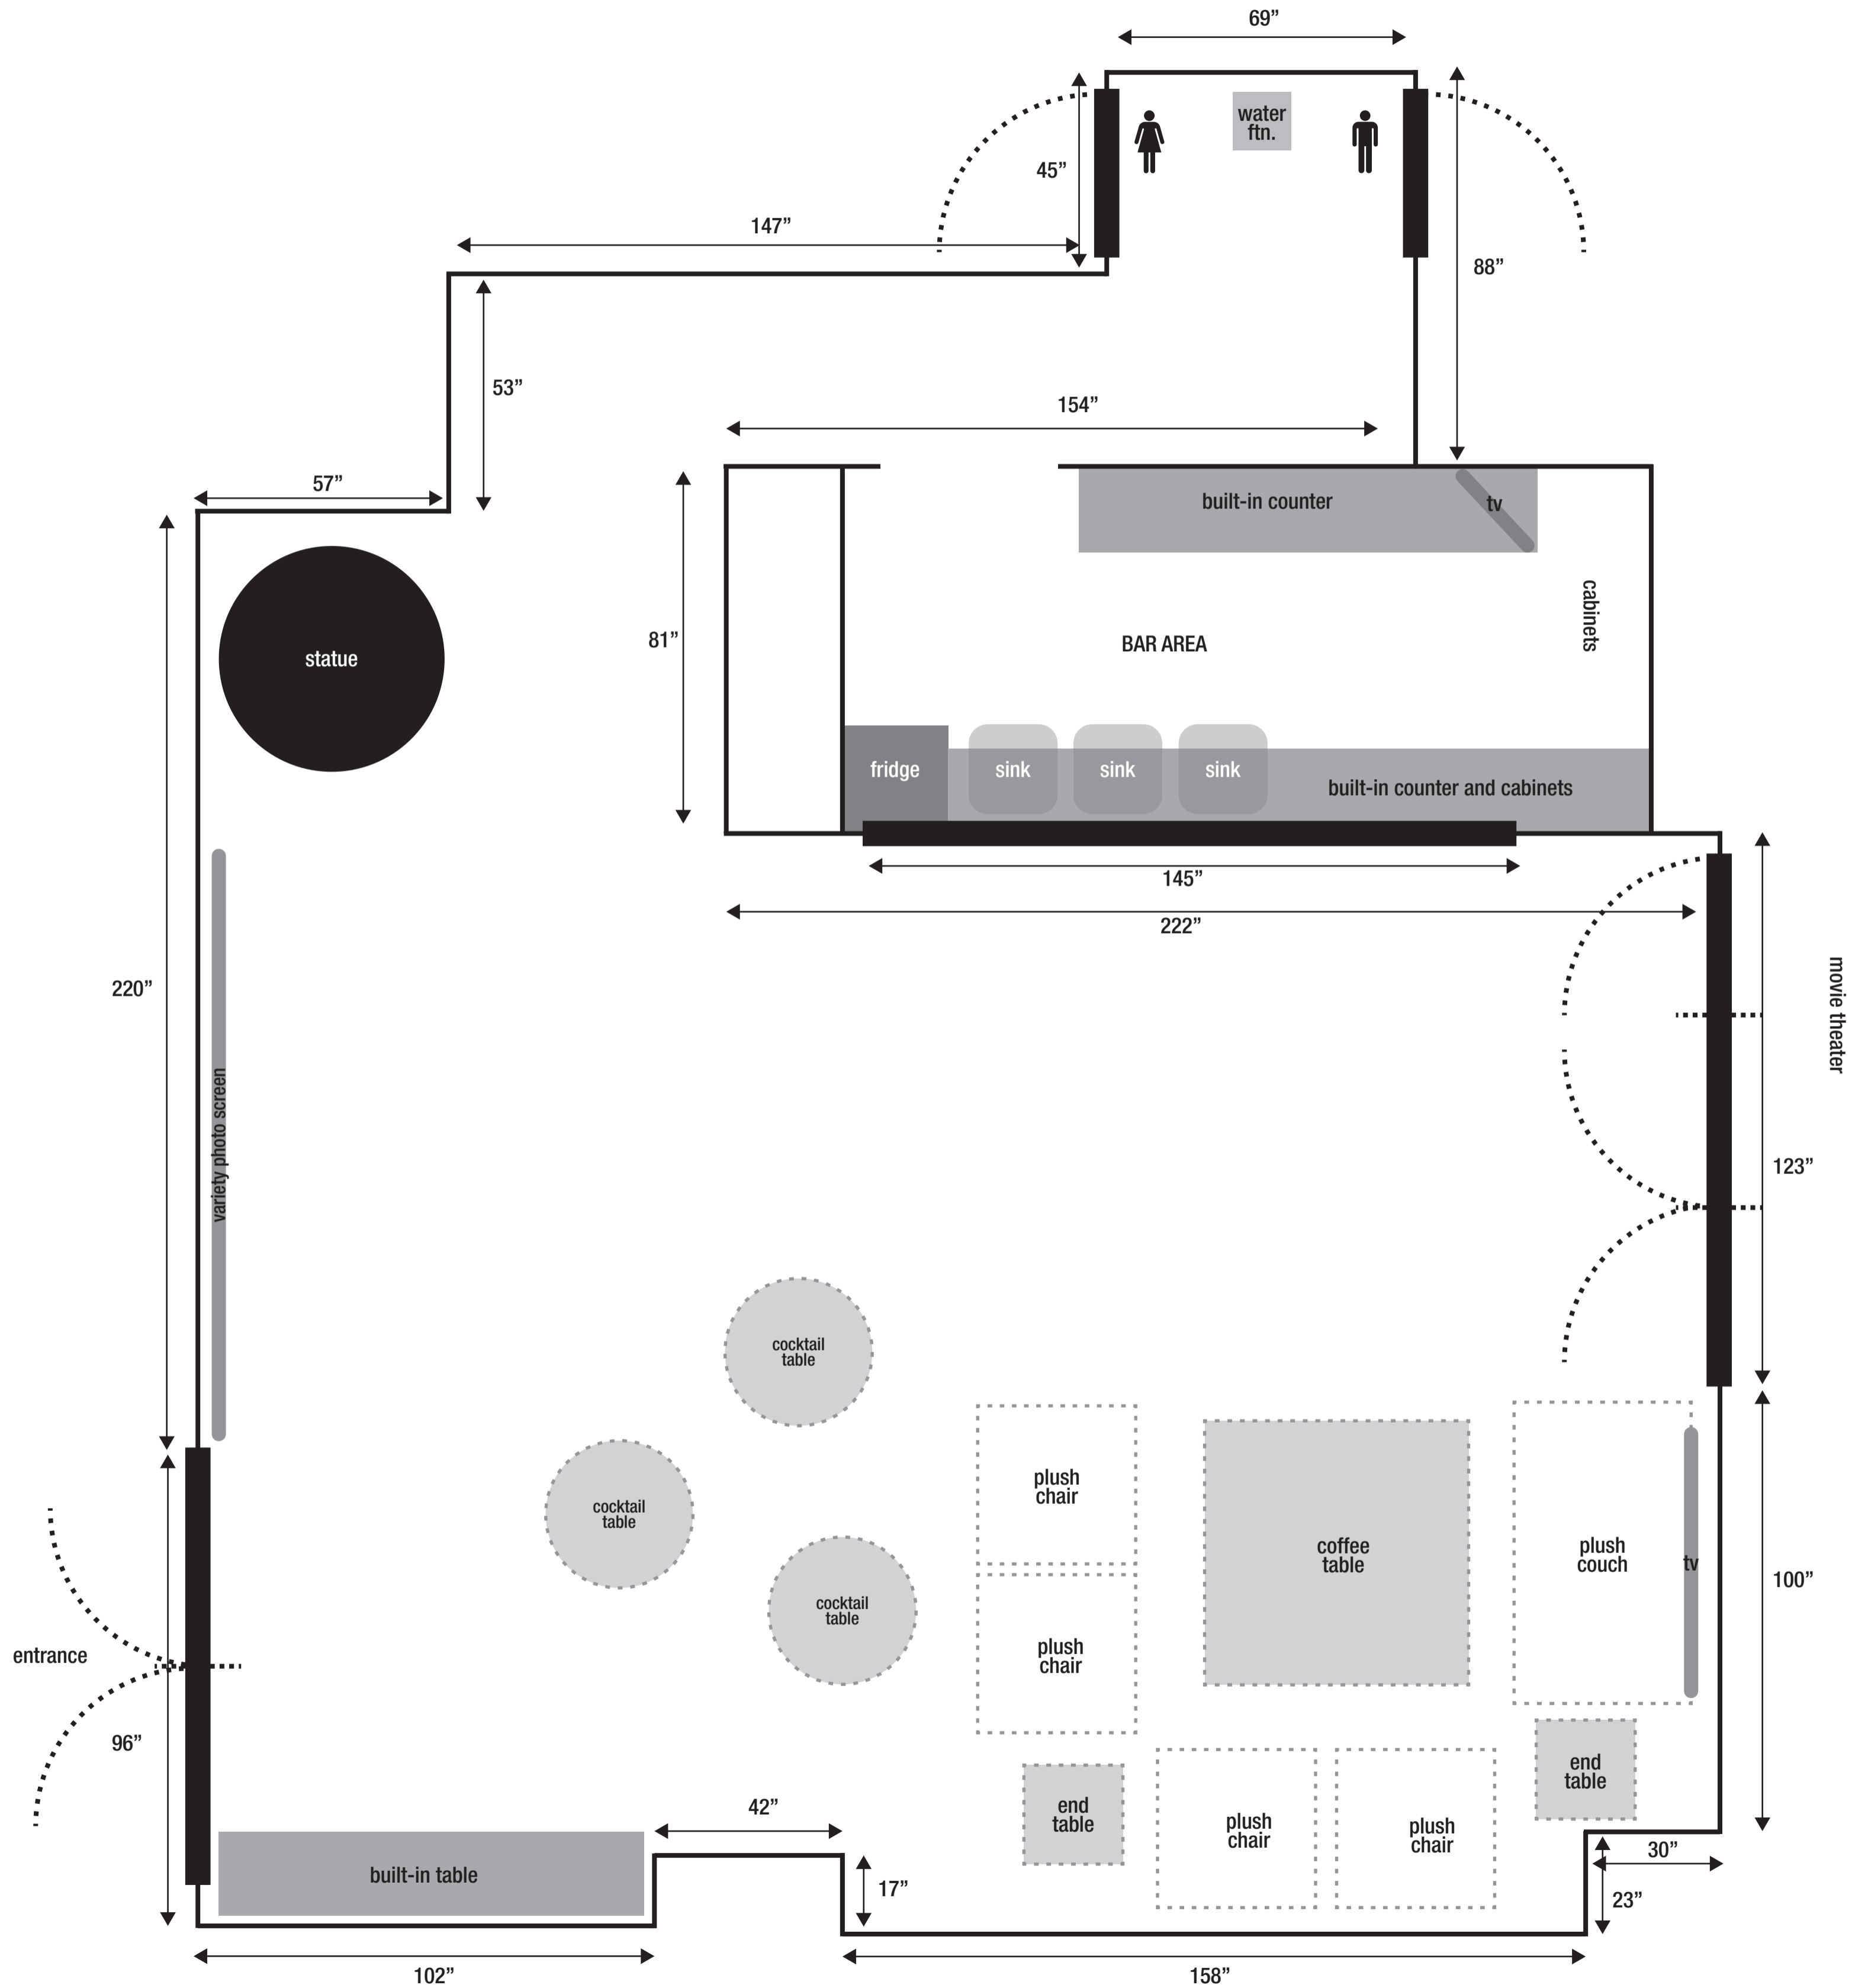 69”
water
ftn.
45”
147”
88”
53”
154”
57”
built-in counter
tv
cabinets
81”
BAR AREA
statue
fridge
sink
sink
sink
built-in counter and cabinets
145”
222”
movie theater
220”
variety photo screen
123”
cocktail
table
cocktail
table
cocktail
table
plush
chair
coffee
table
plush
couch
tv
100”
plush
chair
entrance
96”
end
table
42”
end
table
plush
chair
plush
chair
30”
built-in table
17”
23”
102”
158”